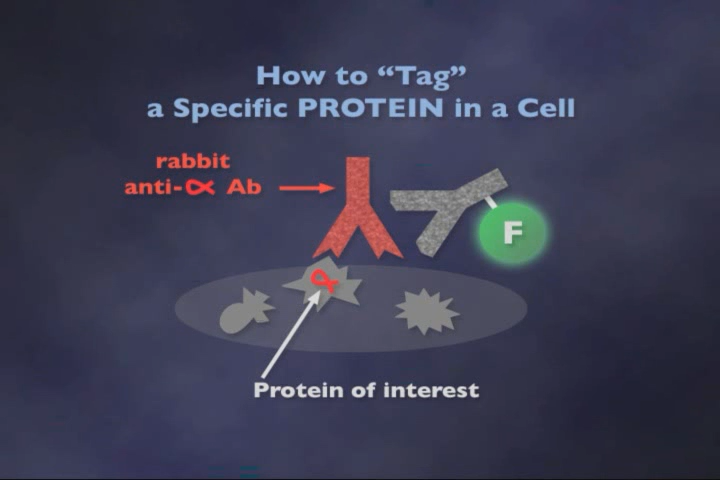 How to “Tag”
a Specific PROTEIN in a Cell
rabbit
anti-α Ab
F
α
Protein of interest